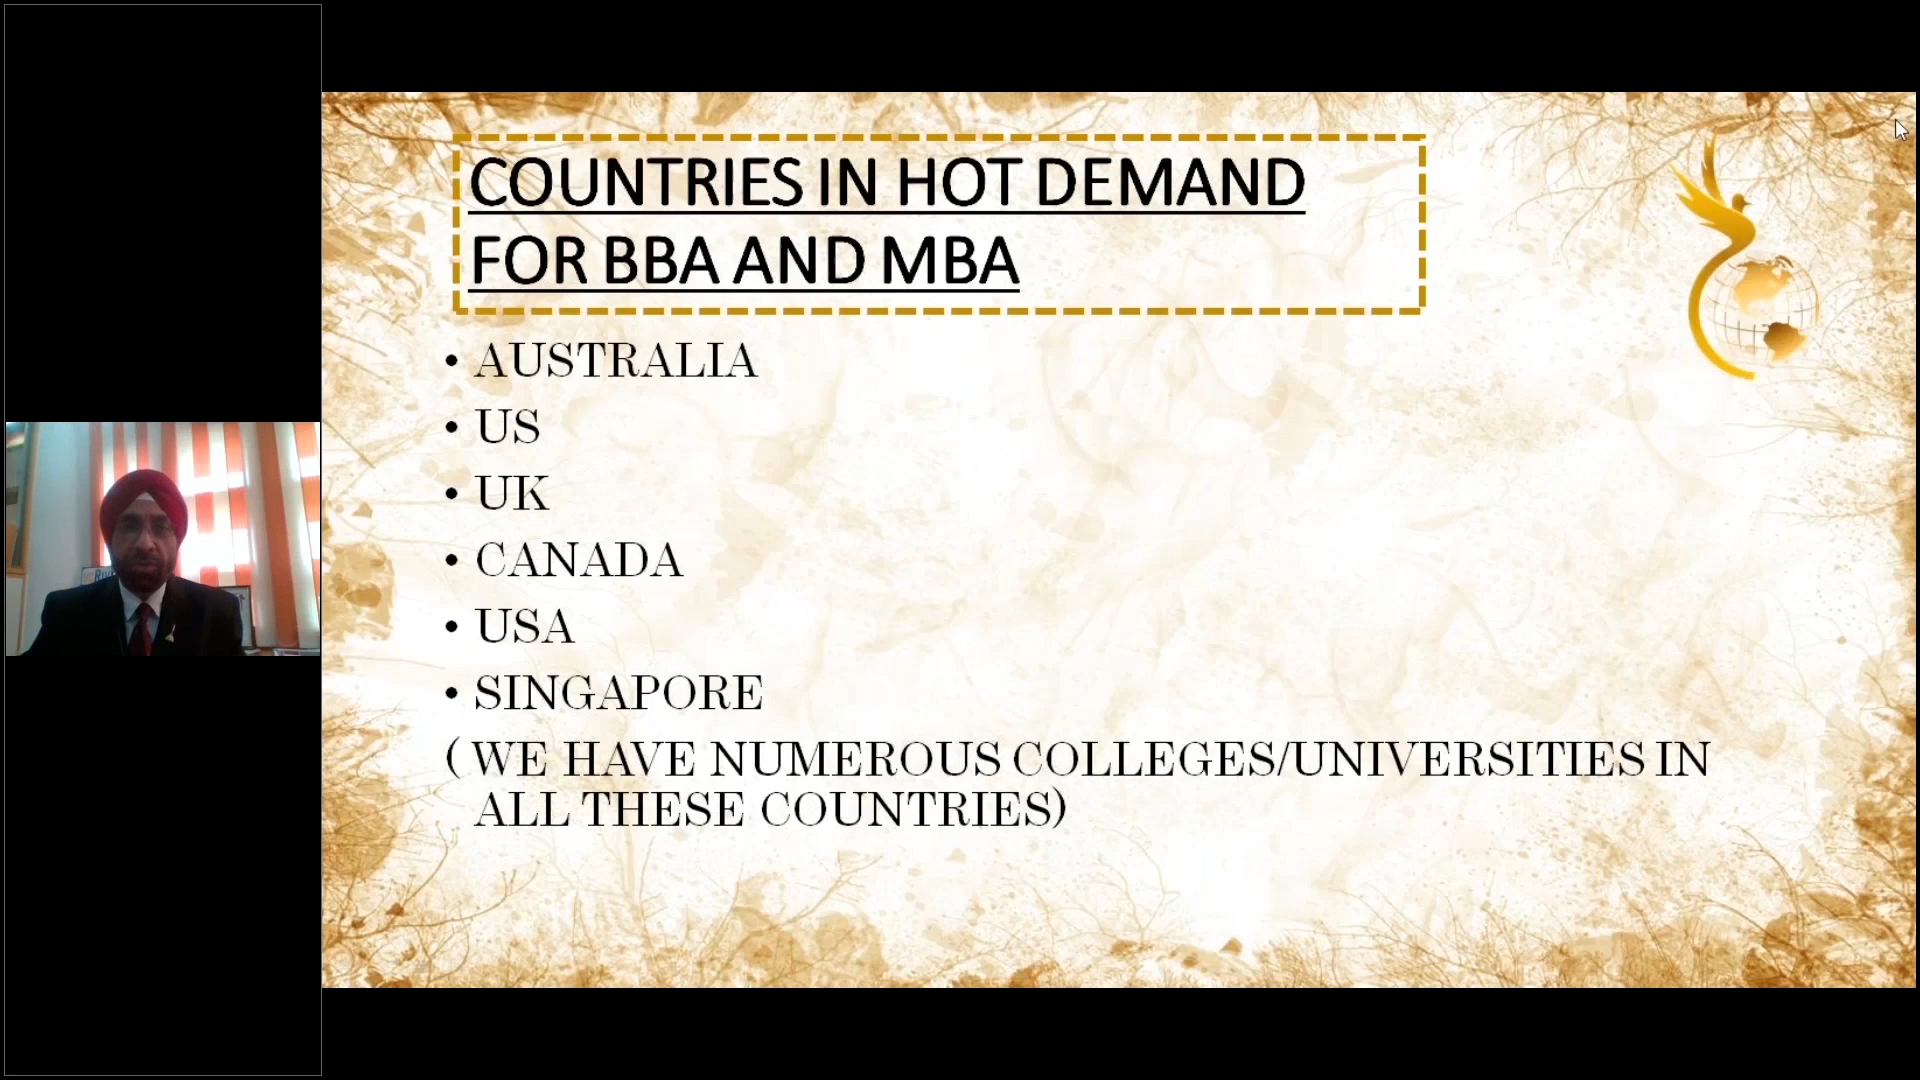 COUNTRIES IN HOT DEMAND
FOR BBA AND MBA
• AUSTRALIA
• US
• UK
• CANADA
• USA
• SINGAPORE
( WE HAVE NUMEROUS COLLEGES/UNIVERSITIES IN
ALL THESE COUNTRIES)